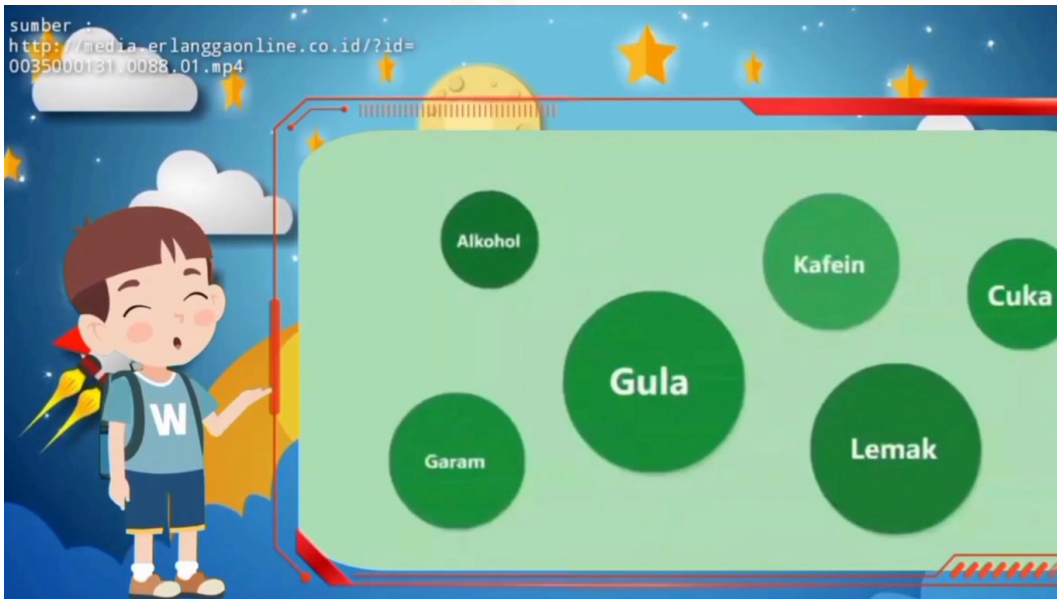 sumber :
http://media.erlanggaonline.co.id/?id=
0035000131.0088.01.mp4
Alkohol
Kafein
Cuka
Gula
Lemak
Garam
W